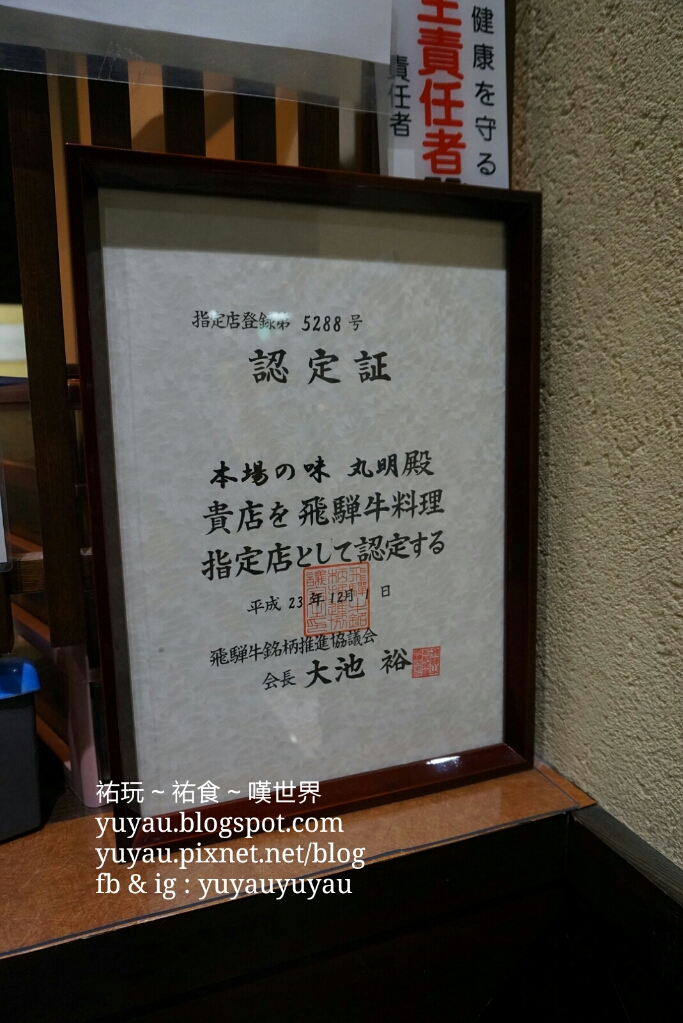 健康を守る
生責任者
責任者
指定店登録第 5288 号
認定証
本場の味 丸明殿
貴店を飛騨牛料理
指定店として認定する
平成 23 年 12月 1 日
飛騨牛銘柄推進協議会
会長 大池 裕
祐玩 ~ 祐食 ~ 嘆世界
yuyau.blogspot.com
yuyau.pixnet.net/blog
fb & ig : yuyauyuyau